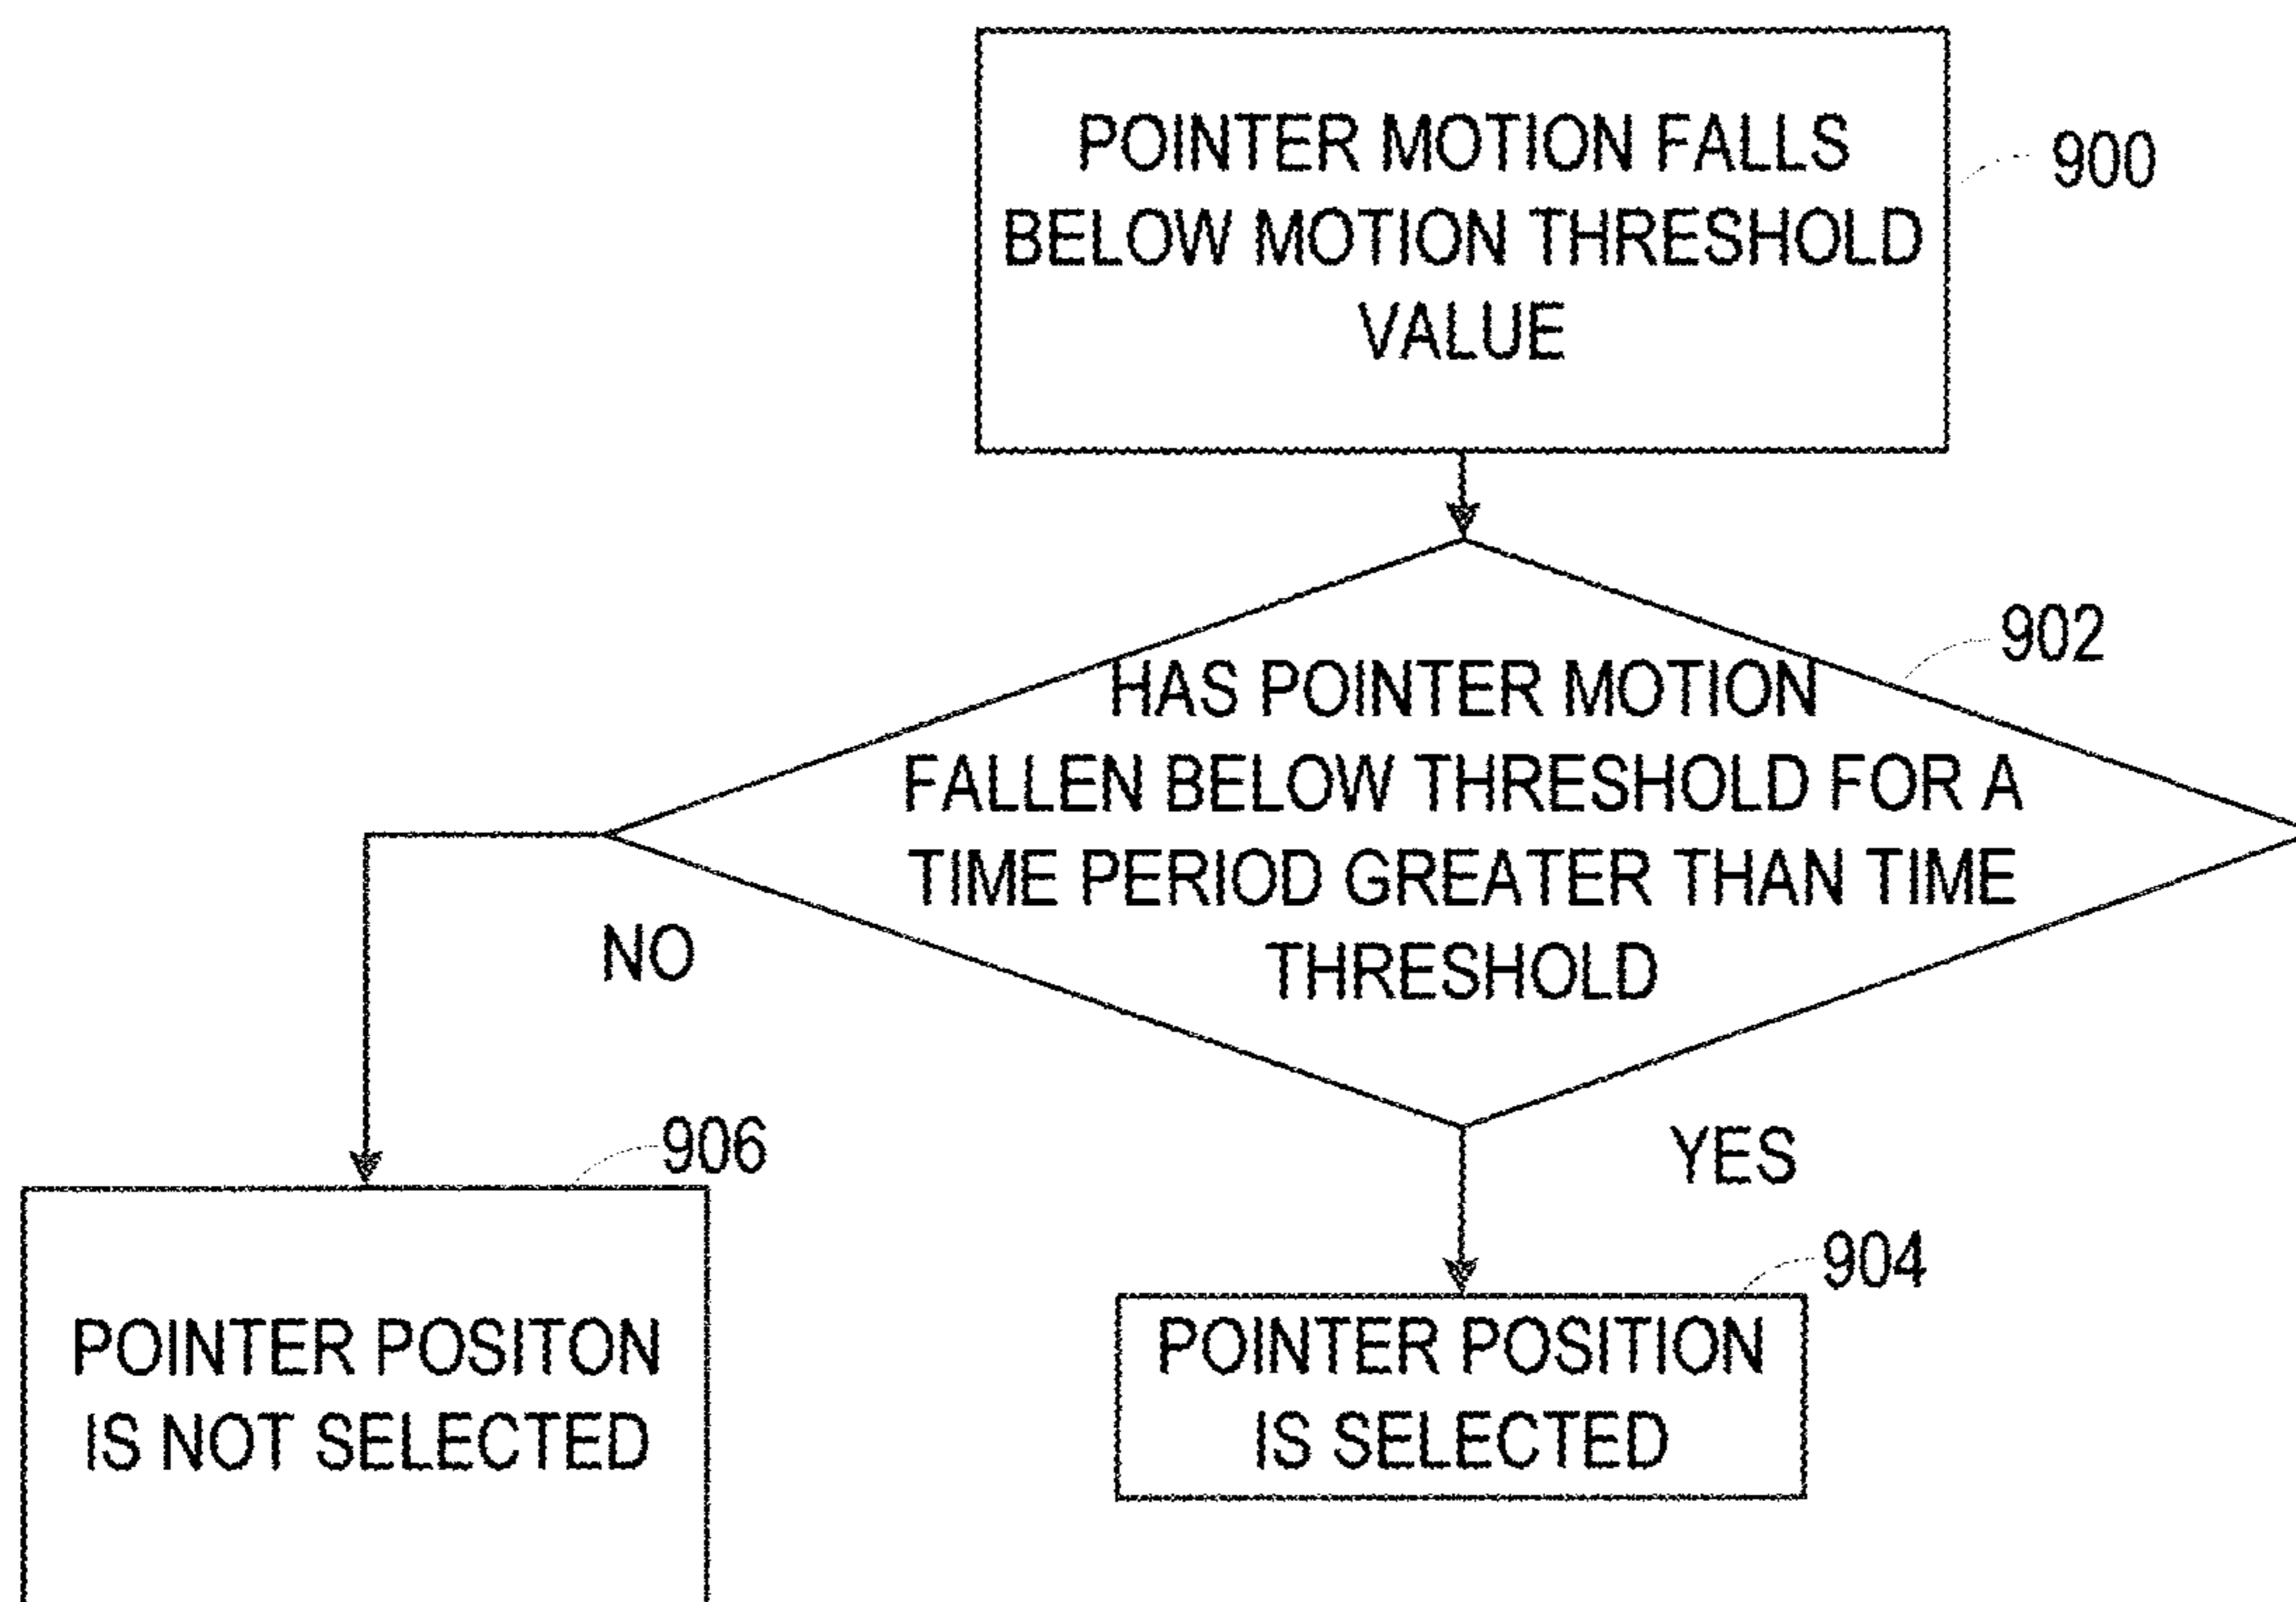 POINTER MOTION FALLS
BELOW MOTION THRESHOLD
VALUE
900
902
HAS POINTER MOTION
FALLEN BELOW THRESHOLD FOR A
TIME PERIOD GREATER THAN TIME
THRESHOLD
NO
YES
906
POINTER POSITON
IS NOT SELECTED
904
POINTER POSITION
IS SELECTED